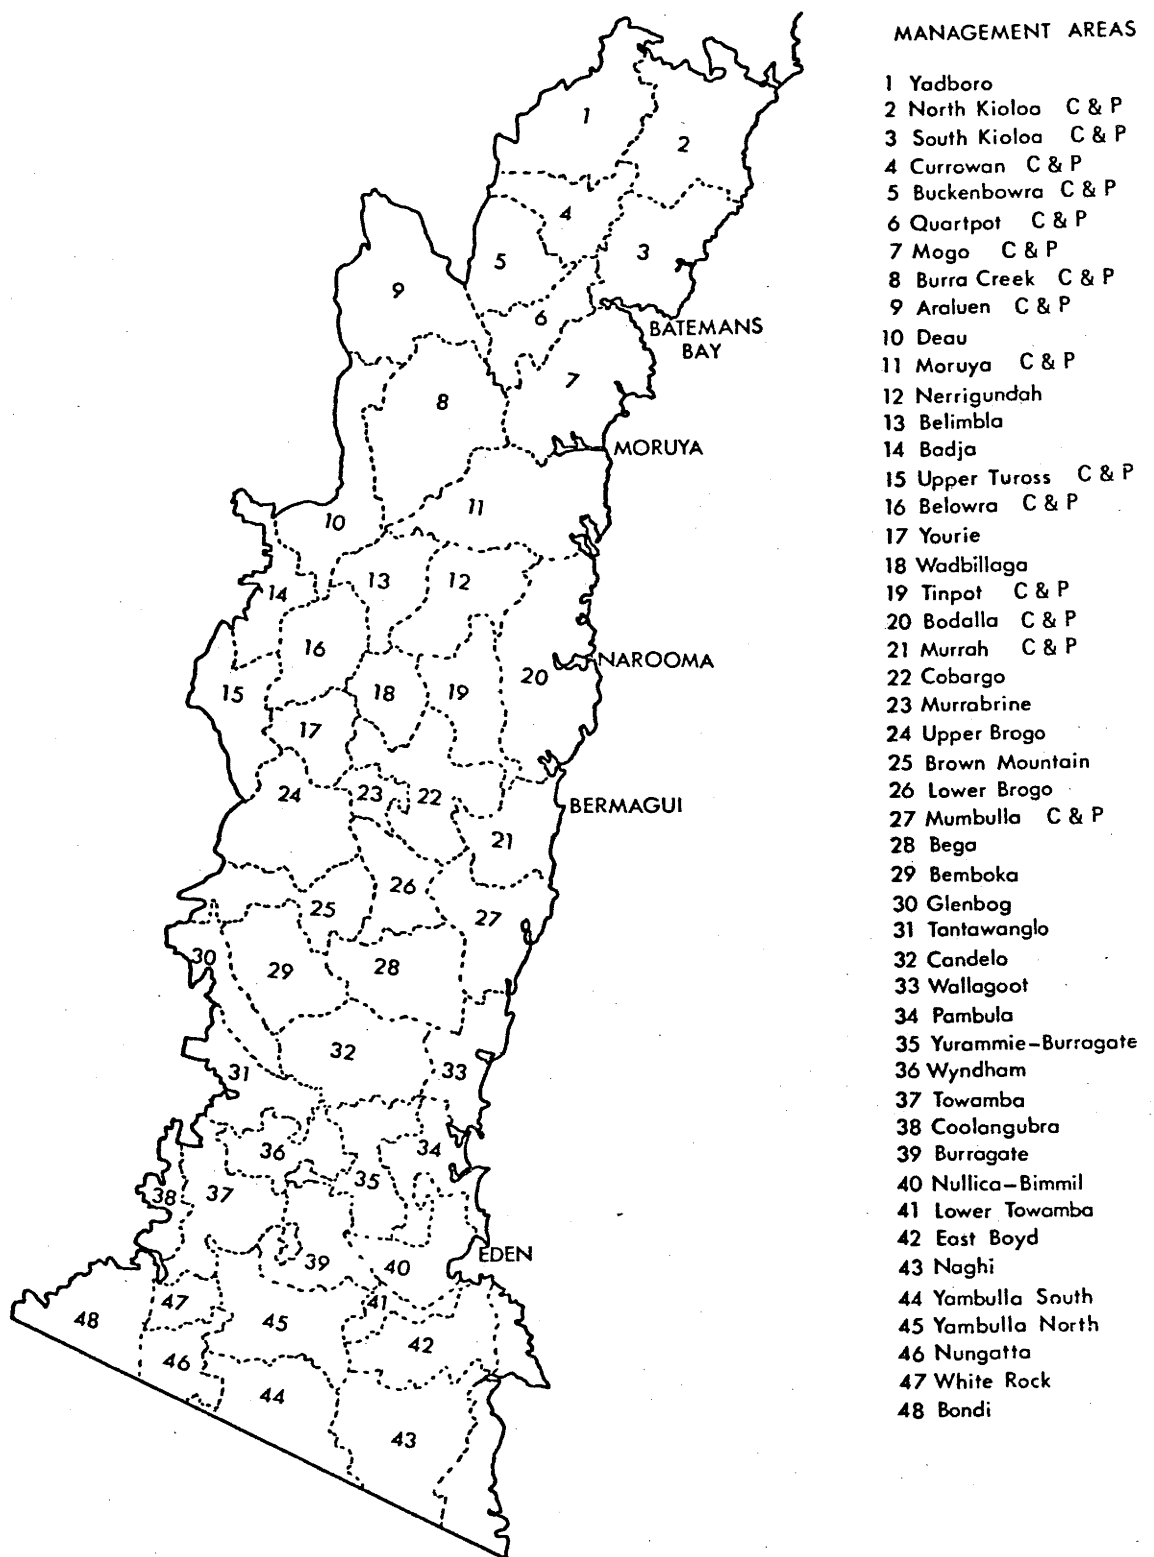 MANAGEMENT AREAS
1 Yadboro
2 North Kioloa C & P
3 South Kioloa C & P
4 Currowan C & P
5 Buckenbowra C & P
6 Quartpot C & P
7 Mogo C & P
8 Burra Creek C & P
9 Araluen C & P
10 Deau
11 Moruya C & P
12 Nerrigundah
13 Belimbla
14 Badja
15 Upper Tuross C & P
16 Belowra C & P
17 Yourie
18 Wadbillaga
19 Tinpot C & P
20 Bodalla C & P
21 Murrah C & P
22 Cobargo
23 Murrabrine
24 Upper Brogo
25 Brown Mountain
26 Lower Brogo
27 Mumbulla C & P
28 Bega
29 Bemboka
30 Glenbog
31 Tantawanglo
32 Candelo
33 Wallagoot
34 Pambula
35 Yurammie-Burragate
36 Wyndham
37 Towamba
38 Coolangubra
39 Burragate
40 Nullica-Bimmil
41 Lower Towamba
42 East Boyd
43 Naghi
44 Yambulla South
45 Yambulla North
46 Nungatta
47 White Rock
48 Bondi
1
2
4
3
5
9
6
BATEMANS
BAY
7
8
MORUYA
11
10
13
12
14
16
NAROOMA
20
15
18
19
17
24
23
22
BERMAGUI
21
26
25
27
30
29
28
32
31
33
36
34
35
38
37
EDEN
39
40
47
41
48
45
42
46
44
43